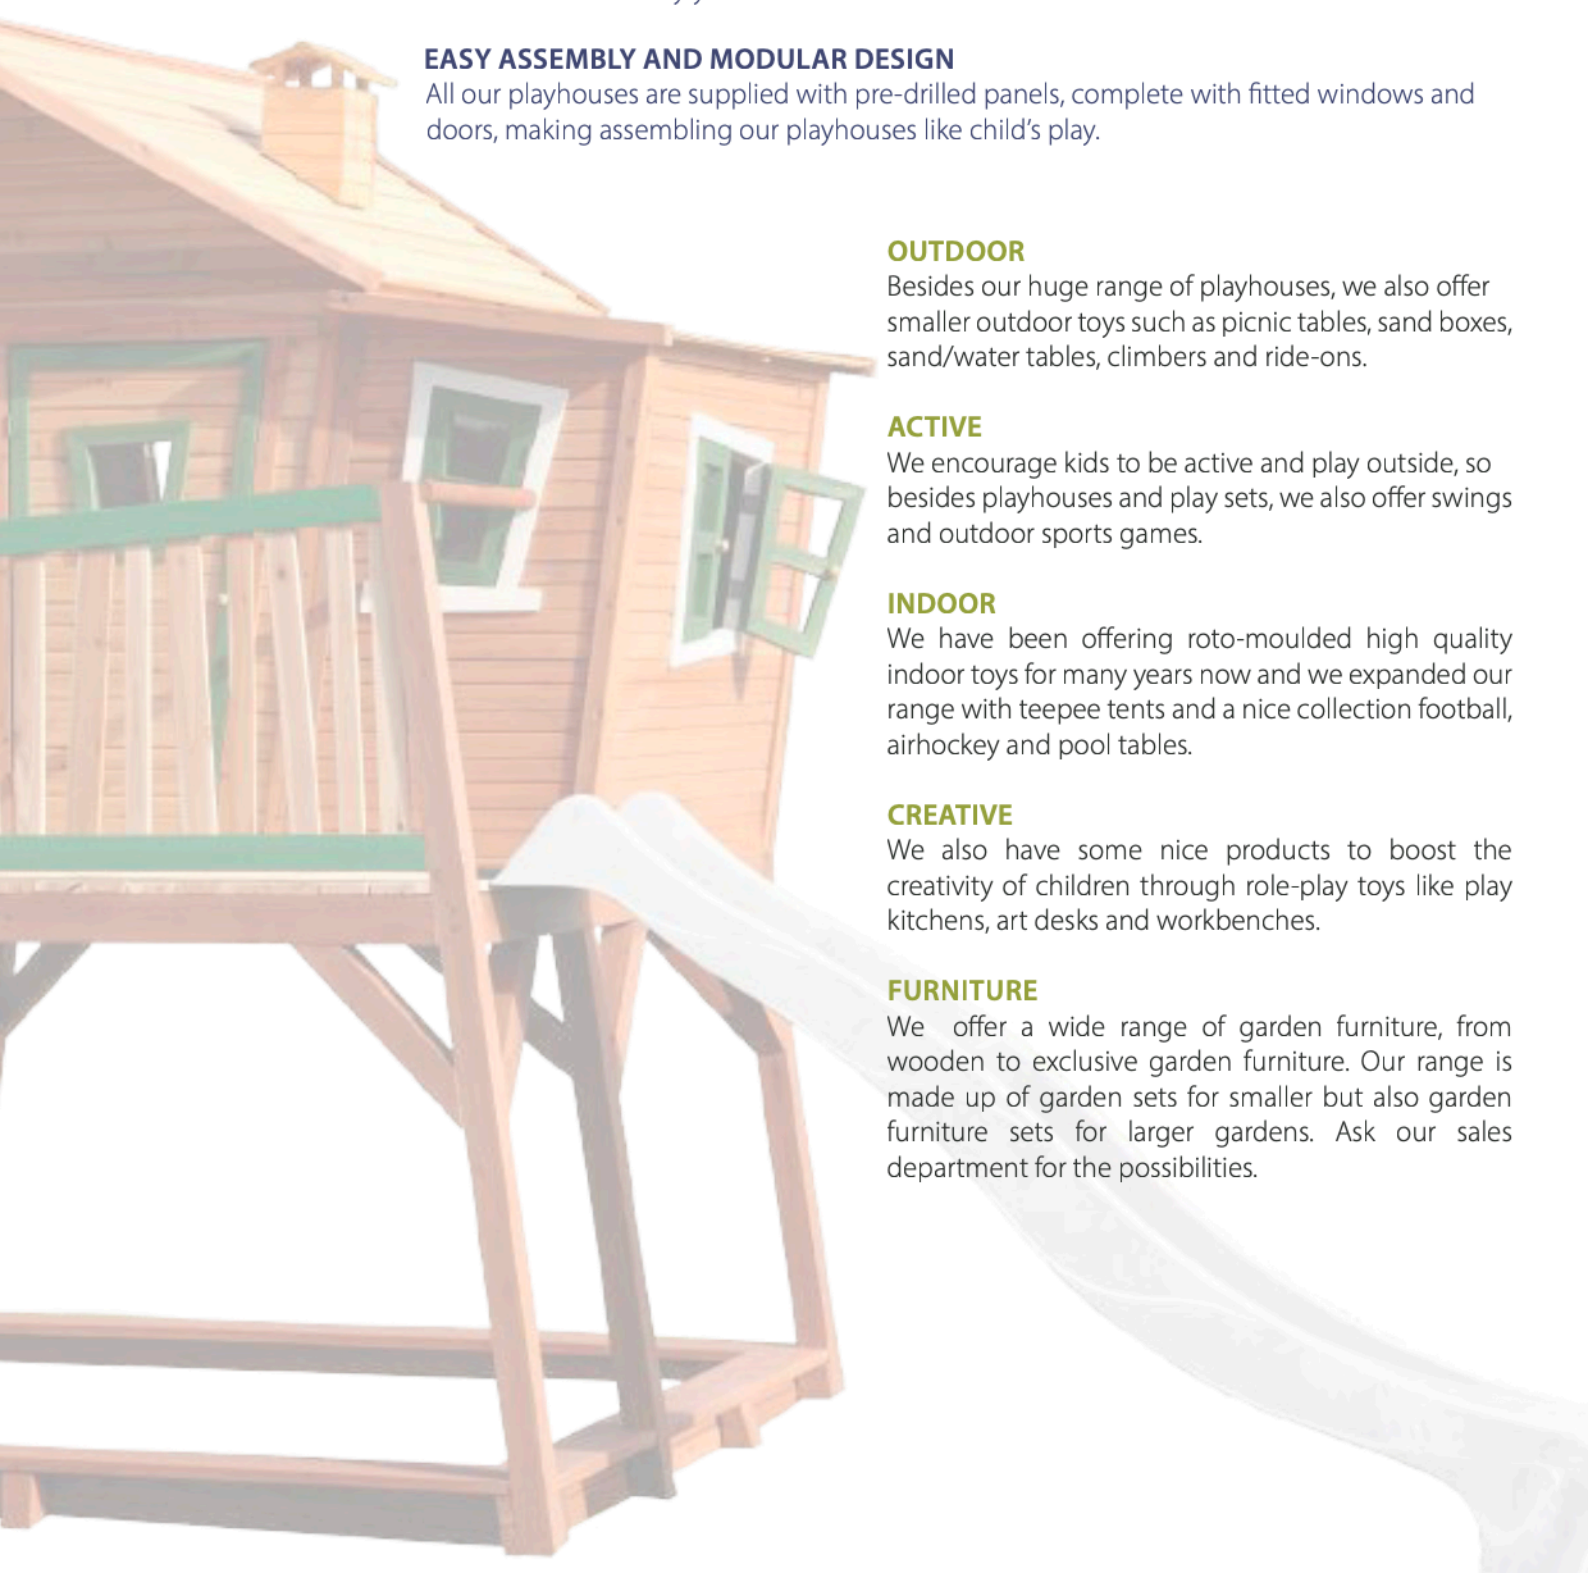 EASY ASSEMBLY AND MODULAR DESIGN
All our playhouses are supplied with pre-drilled panels, complete with fitted windows and
doors, making assembling our playhouses like child’s play.
OUTDOOR
Besides our huge range of playhouses, we also offer
smaller outdoor toys such as picnic tables, sand boxes,
sand/water tables, climbers and ride-ons.
ACTIVE
We encourage kids to be active and play outside, so
besides playhouses and play sets, we also offer swings
and outdoor sports games.
INDOOR
We have been offering roto-moulded high quality
indoor toys for many years now and we expanded our
range with teepee tents and a nice collection football,
airhockey and pool tables.
CREATIVE
We also have some nice products to boost the
creativity of children through role-play toys like play
kitchens, art desks and workbenches.
FURNITURE
We offer a wide range of garden furniture, from
wooden to exclusive garden furniture. Our range is
made up of garden sets for smaller but also garden
furniture sets for larger gardens. Ask our sales
department for the possibilities.